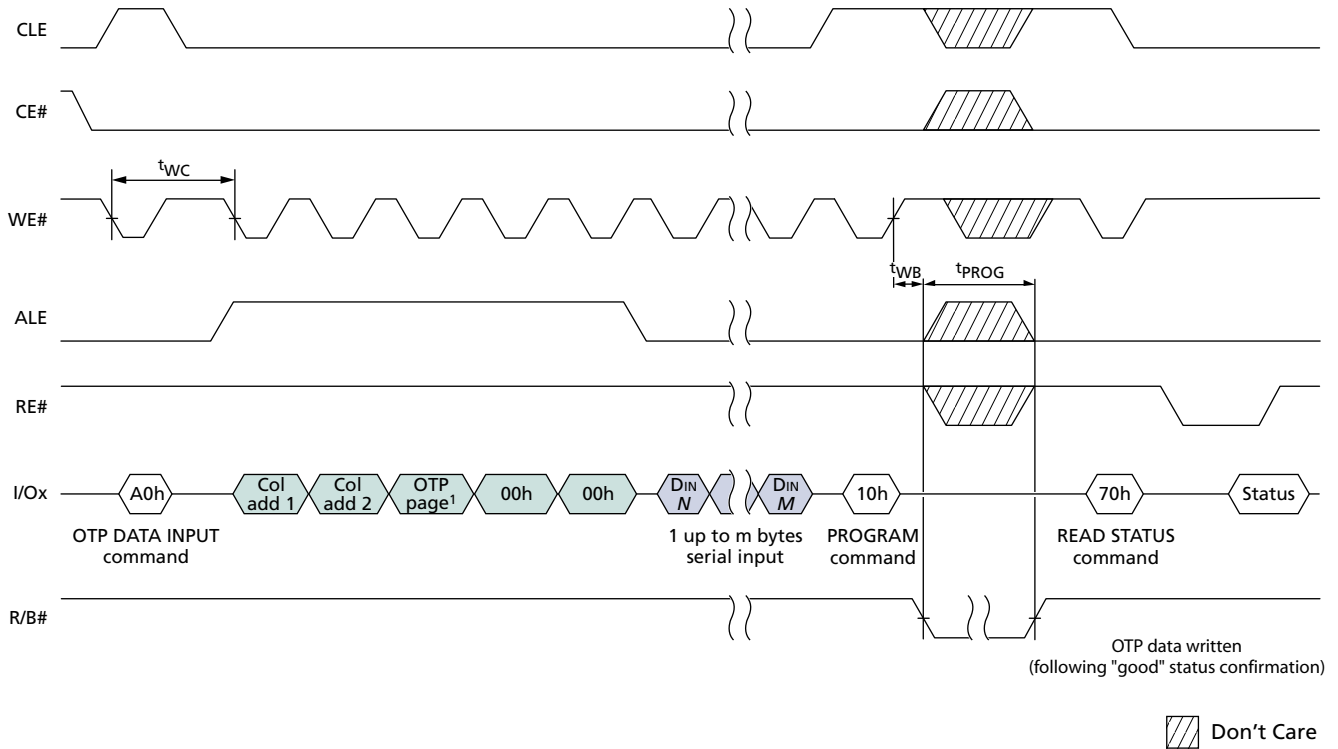 CLE
CE#
tWC
WE#
tWB
tPROG
ALE
RE#
I/Ox
A0h
Col
add 1
Col
add 2
OTP
page¹
00h
00h
DIN
N
DIN
M
10h
70h
Status
OTP DATA INPUT
command
1 up to m bytes
serial input
PROGRAM
command
READ STATUS
command
R/B#
OTP data written
(following "good" status confirmation)
Don't Care